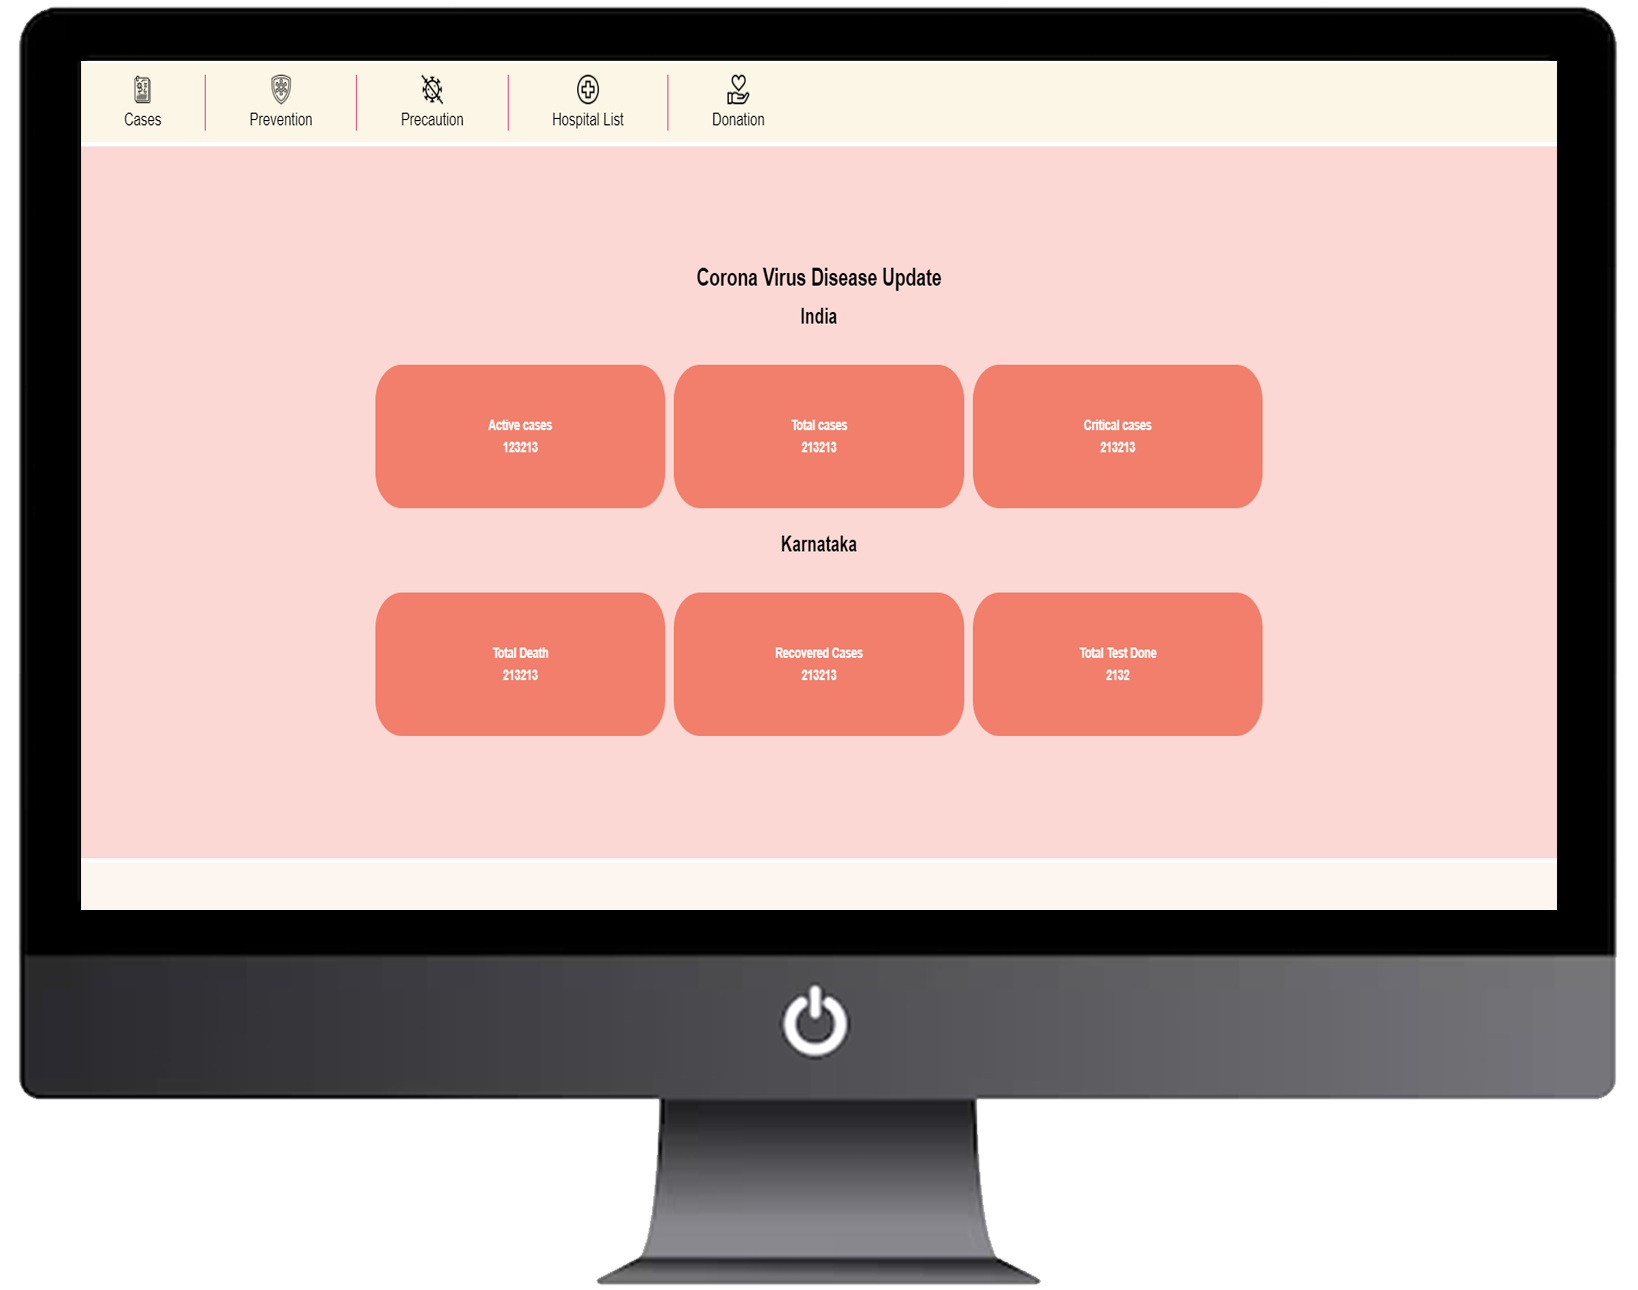 Cases
Prevention
Precaution
Hospital List
Donation
Corona Virus Disease Update
India
Active cases
123213
Total cases
213213
Critical cases
213213
Karnataka
Total Death
213213
Recovered Cases
213213
Total Test Done
2132